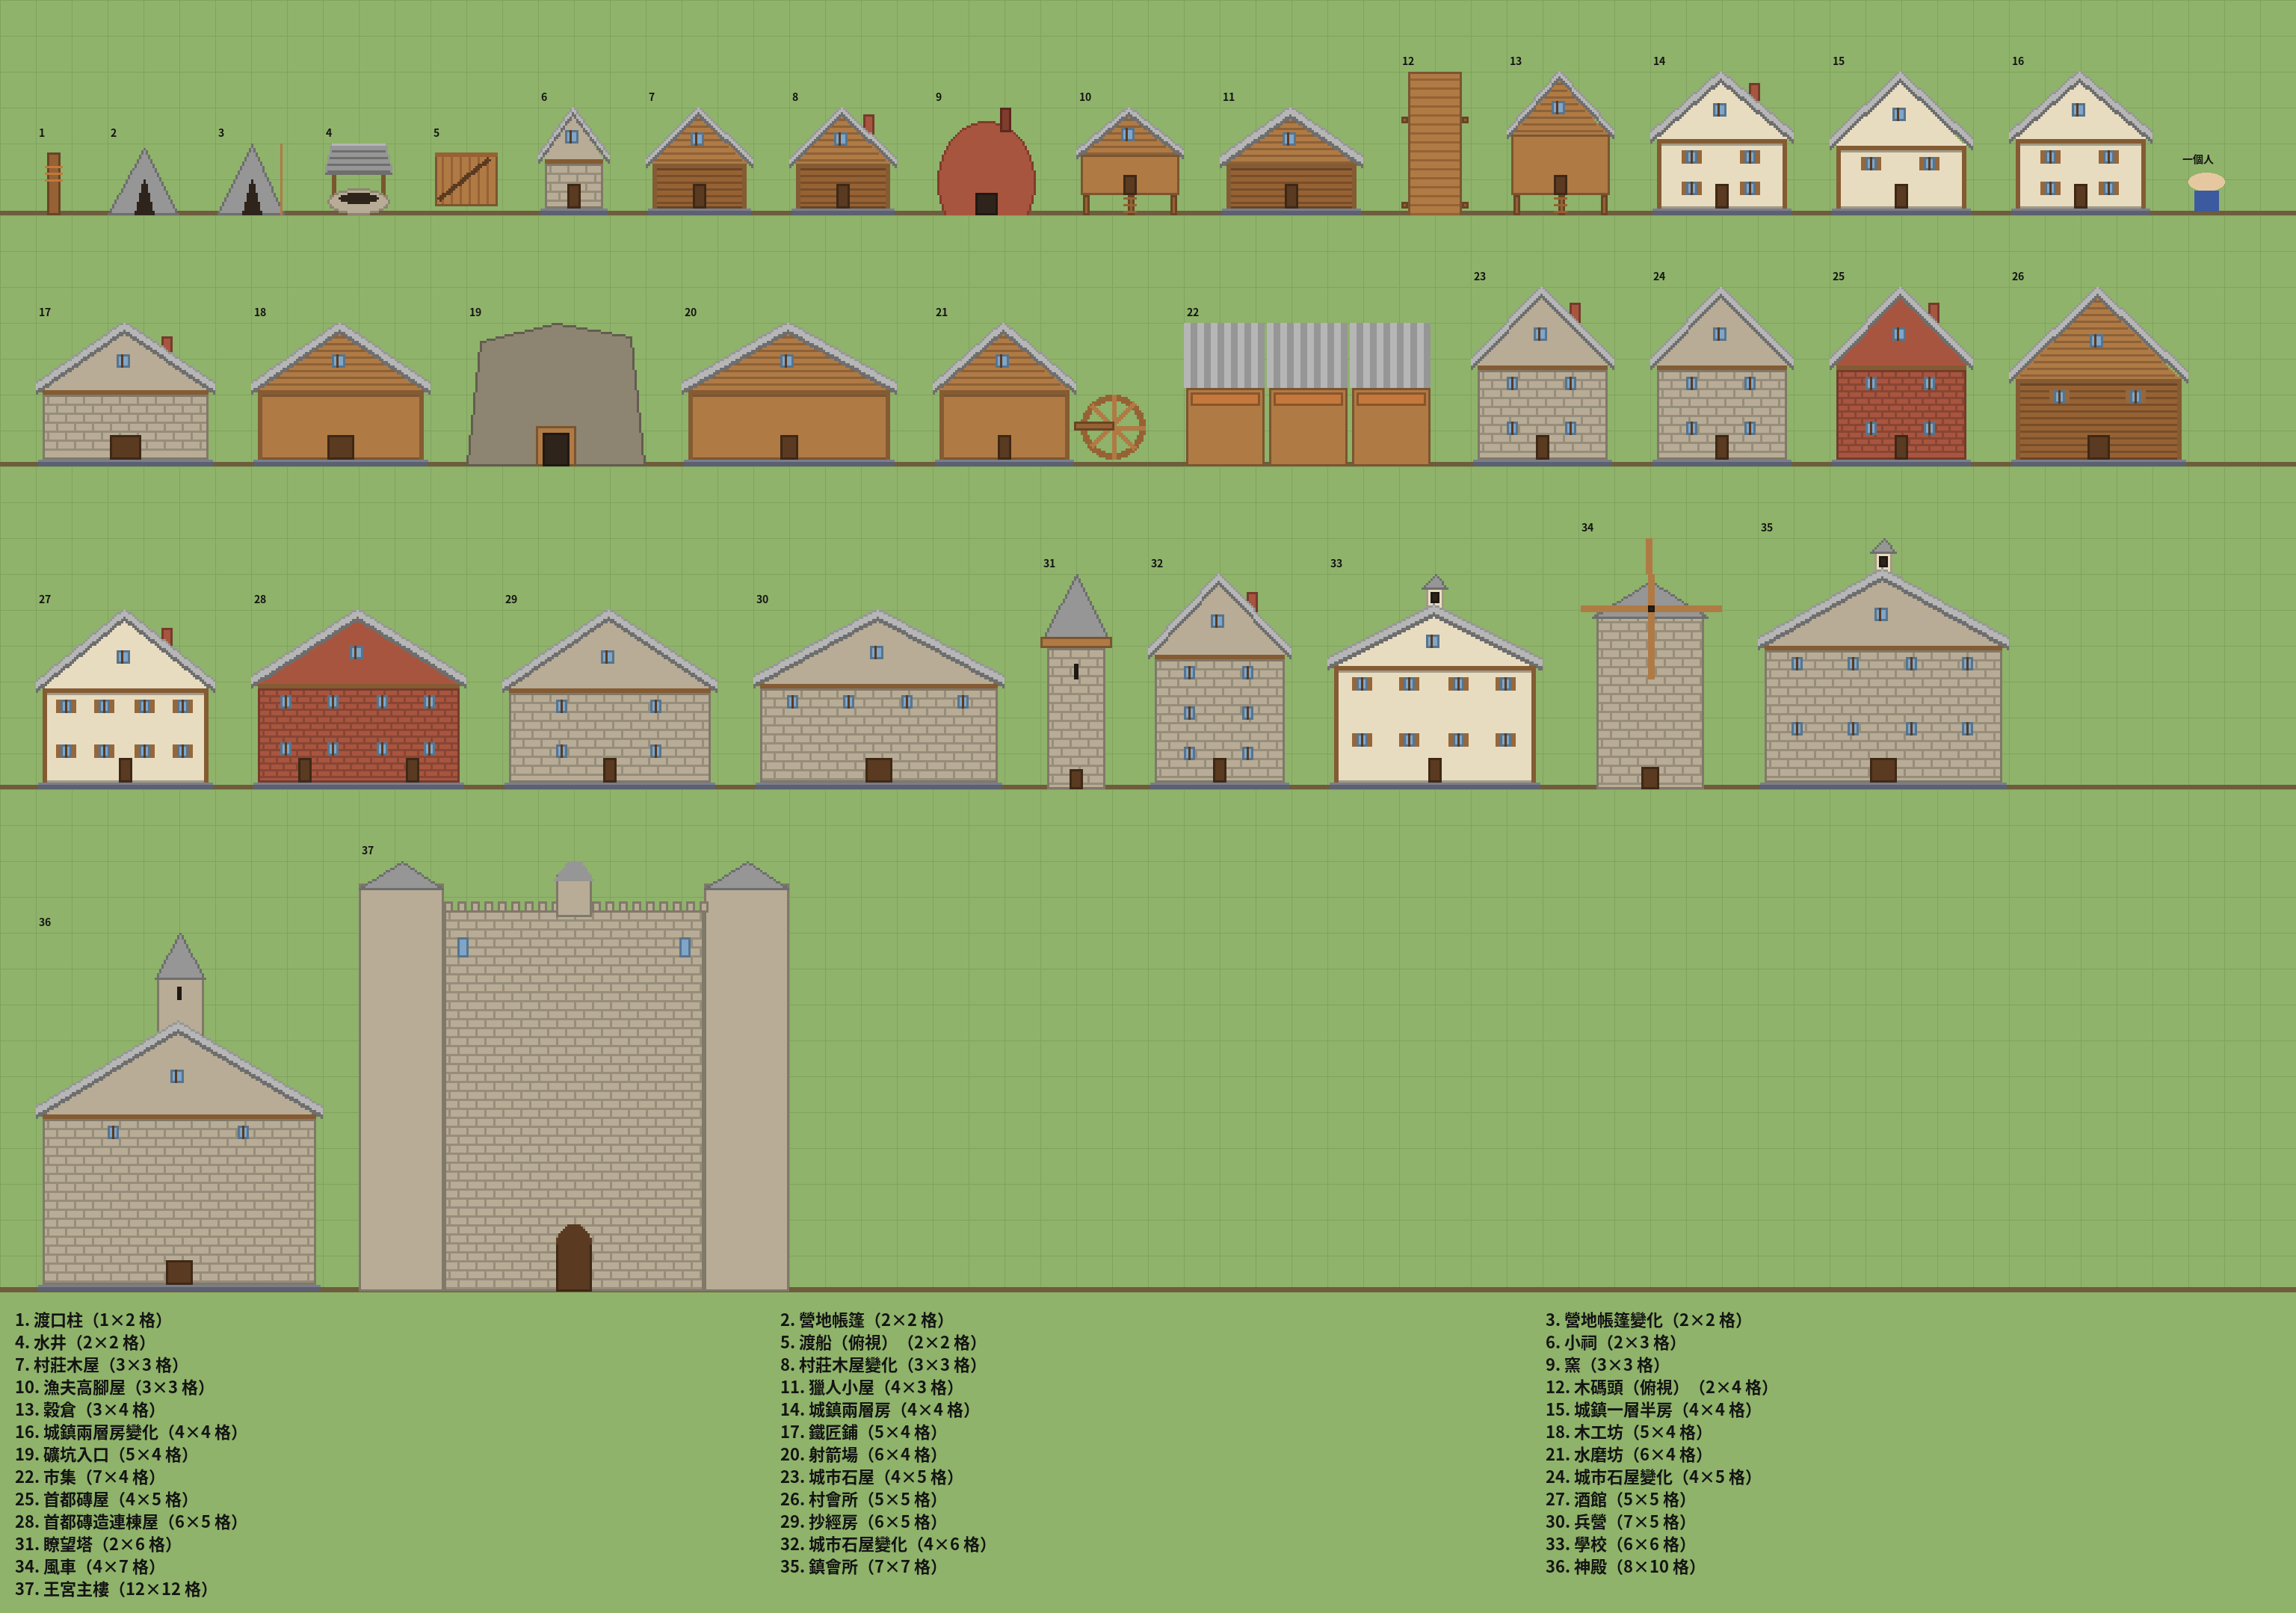 12
13
14
15
16
6
7
8
9
10
11
1
2
3
4
5
一個人
23
24
25
26
17
18
19
20
21
22
34
35
31
32
33
27
28
29
30
37
36
1. 渡口柱（1×2 格）
2. 營地帳篷（2×2 格）
3. 營地帳篷變化（2×2 格）
4. 水井（2×2 格）
5. 渡船（俯視）（2×2 格）
6. 小祠（2×3 格）
7. 村莊木屋（3×3 格）
8. 村莊木屋變化（3×3 格）
9. 窯（3×3 格）
10. 漁夫高腳屋（3×3 格）
11. 獵人小屋（4×3 格）
12. 木碼頭（俯視）（2×4 格）
13. 穀倉（3×4 格）
14. 城鎮兩層房（4×4 格）
15. 城鎮一層半房（4×4 格）
16. 城鎮兩層房變化（4×4 格）
17. 鐵匠鋪（5×4 格）
18. 木工坊（5×4 格）
19. 礦坑入口（5×4 格）
20. 射箭場（6×4 格）
21. 水磨坊（6×4 格）
22. 市集（7×4 格）
23. 城市石屋（4×5 格）
24. 城市石屋變化（4×5 格）
25. 首都磚屋（4×5 格）
26. 村會所（5×5 格）
27. 酒館（5×5 格）
28. 首都磚造連棟屋（6×5 格）
29. 抄經房（6×5 格）
30. 兵營（7×5 格）
31. 瞭望塔（2×6 格）
32. 城市石屋變化（4×6 格）
33. 學校（6×6 格）
34. 風車（4×7 格）
35. 鎮會所（7×7 格）
36. 神殿（8×10 格）
37. 王宮主樓（12×12 格）